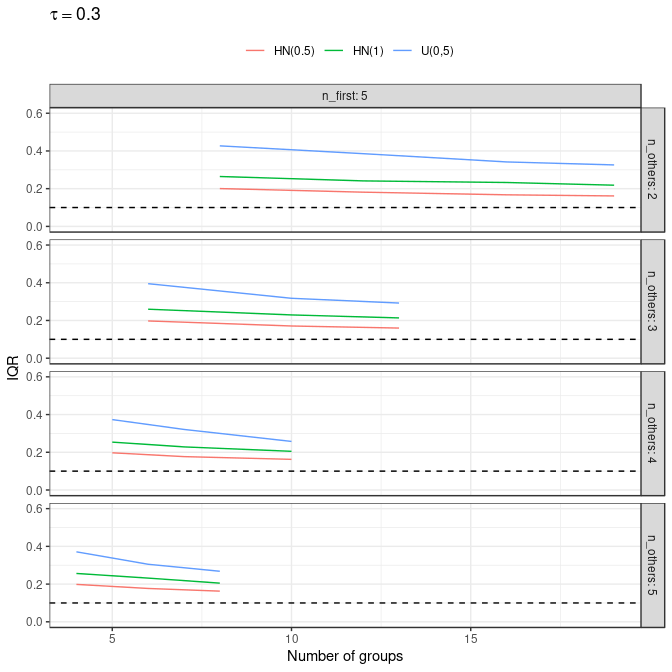 τ = 0.3
HN(0.5) HN(1) U(0,5)
n_first: 5
0.6
0.4
0.2
0.0
n_others: 2
0.6
0.4
0.2
0.0
n_others: 3
0.6
0.4
0.2
0.0
n_others: 4
0.6
0.4
0.2
0.0
n_others: 5
IQR
5 10 15
Number of groups